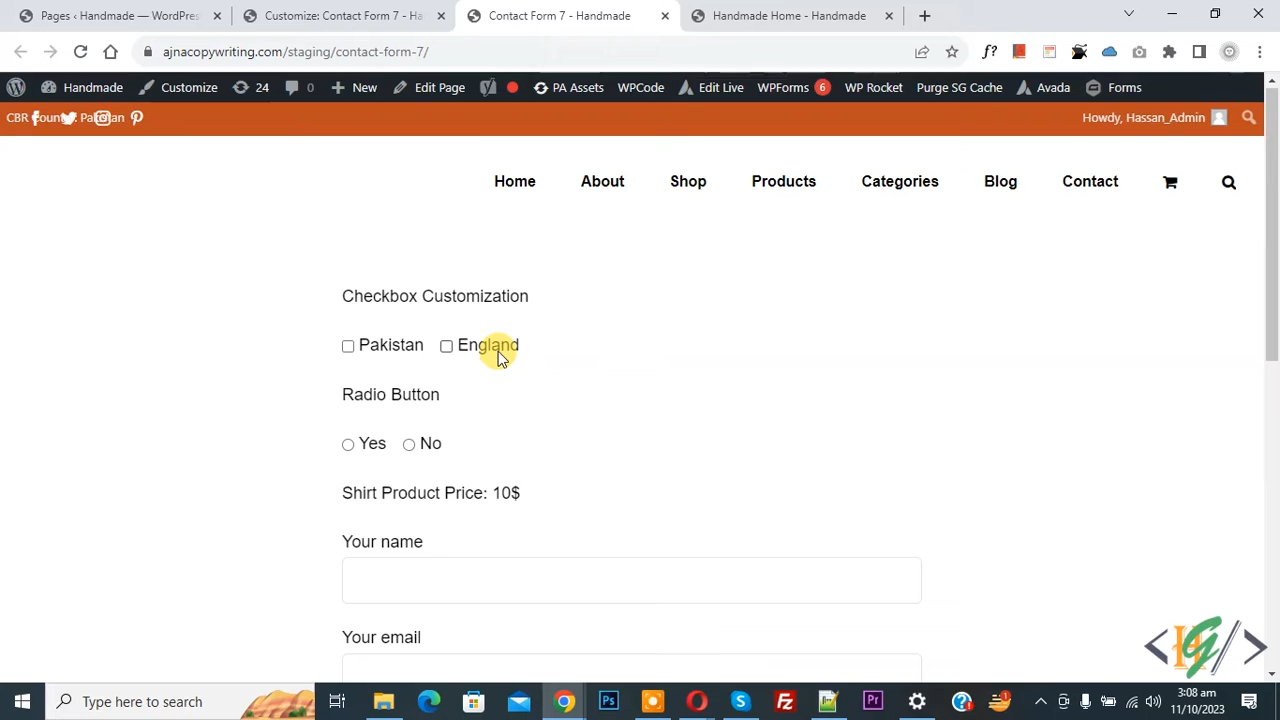 Pages ‹ Handmade — WordPres
Customize: Contact Form 7 - Ha
Contact Form 7 - Handmade
Handmade Home - Handmade
ajnacopywriting.com/staging/contact-form-7/
Handmade
Customize
24
0
New
Edit Page
PA Assets
WPCode
Edit Live
WPForms 6
WP Rocket
Purge SG Cache
Avada
Forms
CBR Country: Pakistan
Howdy, Hassan_Admin
Home
About
Shop
Products
Categories
Blog
Contact
Checkbox Customization
Pakistan England
Radio Button
Yes No
Shirt Product Price: 10$
Your name
Your email
Type here to search
3:08 am
11/10/2023